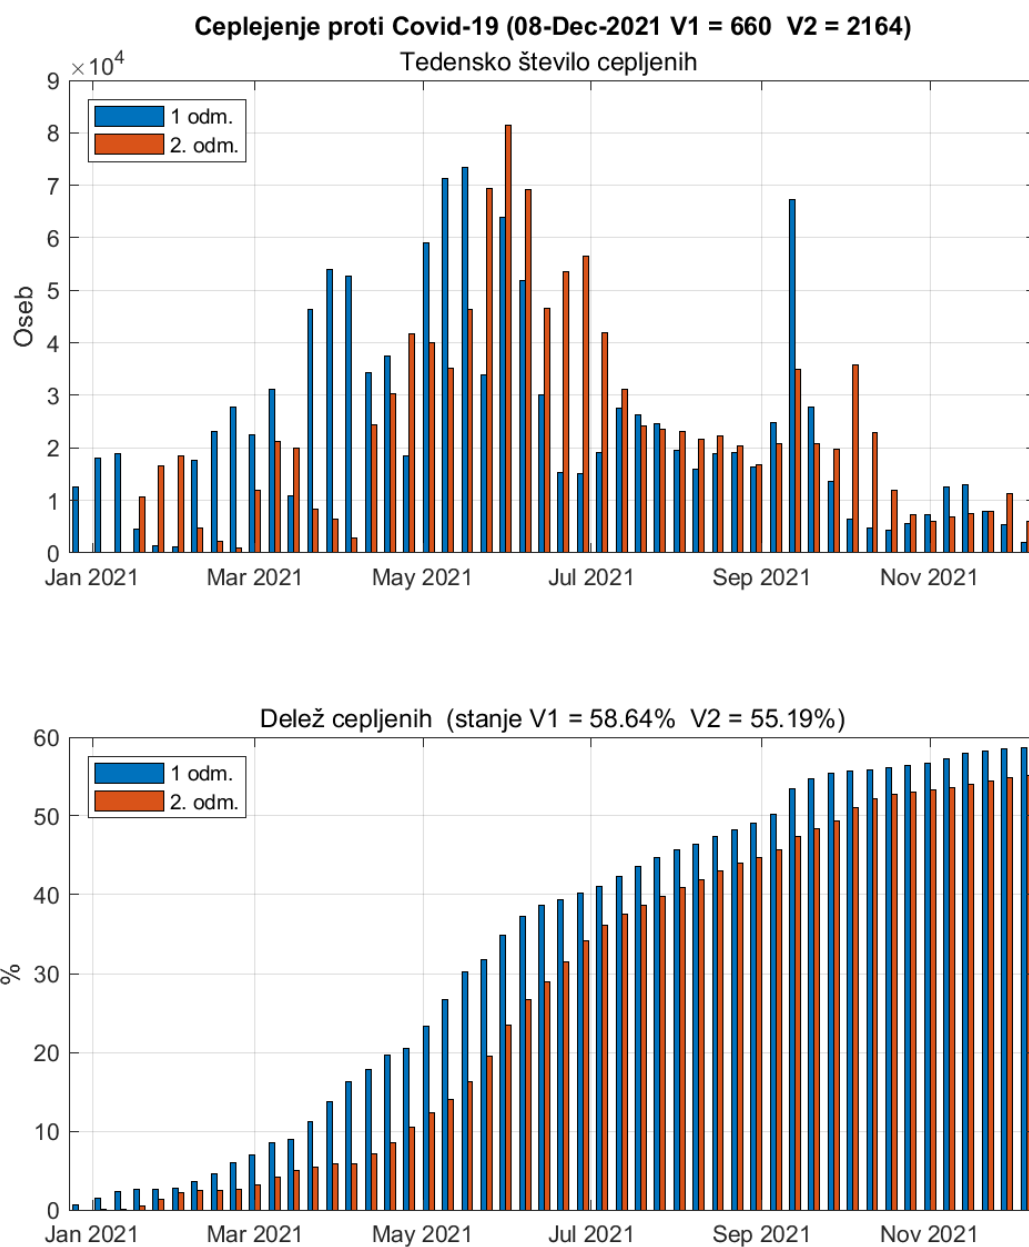 Ceplejenje proti Covid-19 (08-Dec-2021 V1 = 660 V2 = 2164)
Tedensko število cepljenih
×10⁴
1 odm.
2. odm.
9
8
7
6
5
4
3
2
1
0
Oseb
Jan 2021 Mar 2021 May 2021 Jul 2021 Sep 2021 Nov 2021
Delež cepljenih (stanje V1 = 58.64% V2 = 55.19%)
1 odm.
2. odm.
60
50
40
30
20
10
0
%
Jan 2021 Mar 2021 May 2021 Jul 2021 Sep 2021 Nov 2021